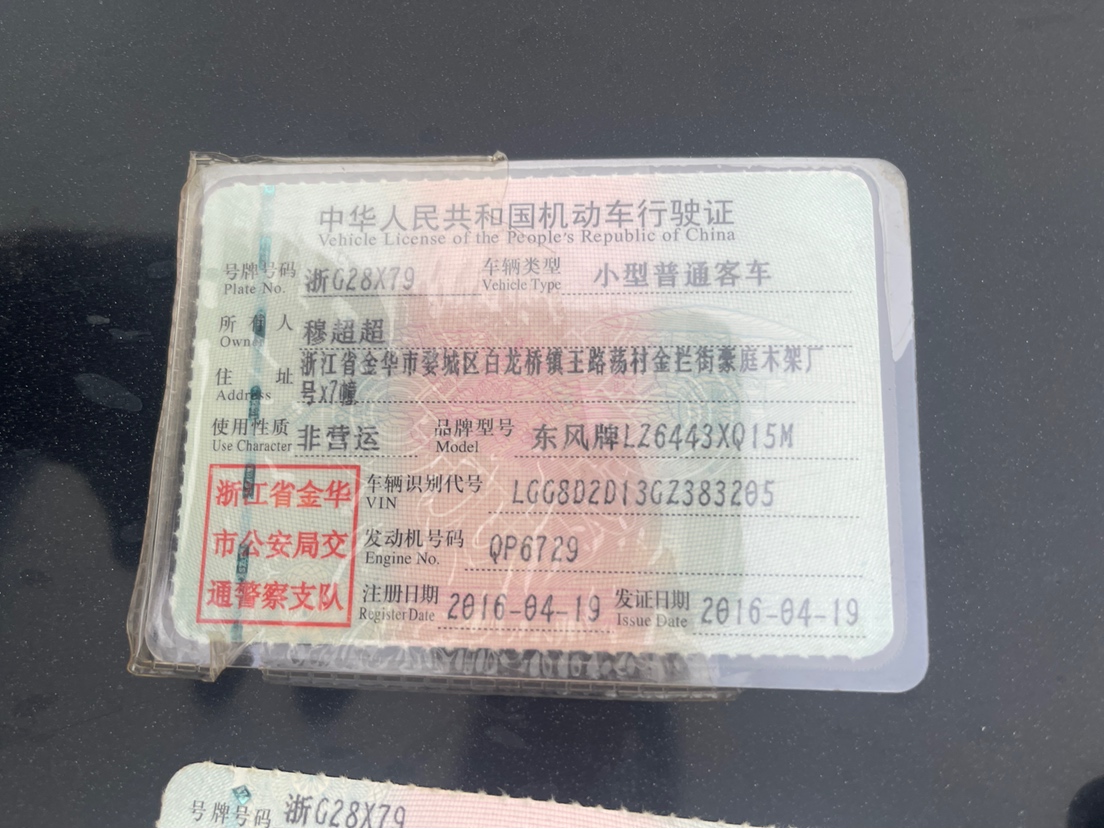 中华人民共和国机动车行驶证
Vehicle License of the People's Republic of China
号牌号码 浙G28X79 车辆类型 小型普通客车
Plate No. Vehicle Type
所有人 穆超超
Owner
住址 浙江省金华市婺城区白龙桥镇王路荡村金拦街豪庭木架厂
Address 号x7幢
使用性质 非营运 品牌型号 东风牌LZ6443XQ15M
Use Character Model
浙江省金华
市公安局交
通警察支队
车辆识别代号 LGG8D2D13GZ383205
VIN
发动机号码 QP6729
Engine No.
注册日期 2016-04-19 发证日期 2016-04-19
Register Date Issue Date
号牌号码 浙G28X79